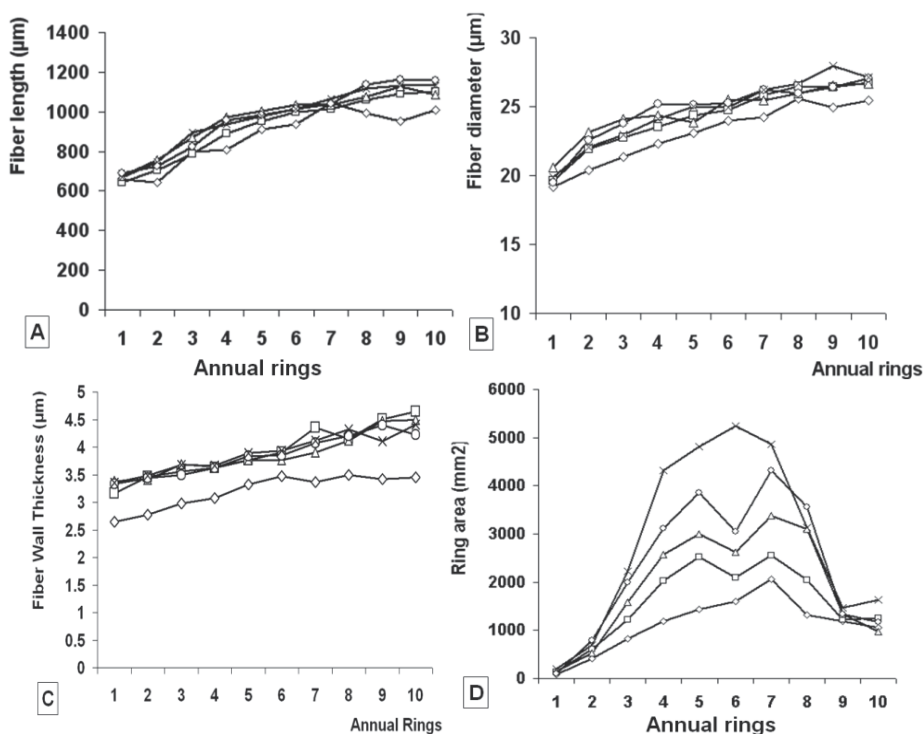 Fiber length (µm)
1400
1200
1000
800
600
400
200
0
1 2 3 4 5 6 7 8 9 10
Annual rings
A
Fiber diameter (µm)
30
25
20
15
10
1 2 3 4 5 6 7 8 9 10
Annual rings
B
Fiber Wall Thickness (µm)
5
4.5
4
3.5
3
2.5
2
1.5
1
0.5
0
1 2 3 4 5 6 7 8 9 10
Annual Rings
C
Ring area (mm2)
6000
5000
4000
3000
2000
1000
0
1 2 3 4 5 6 7 8 9 10
Annual rings
D